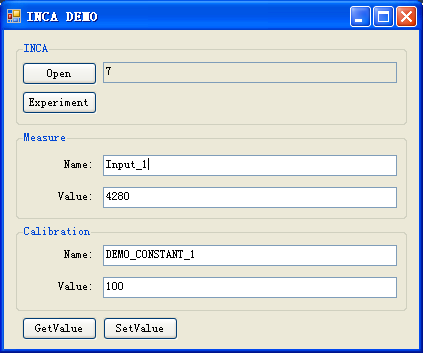 INCA DEMO
INCA
Open 7
Experiment
Measure
Name: Input_1
Value: 4280
Calibration
Name: DEMO_CONSTANT_1
Value: 100
GetValue SetValue